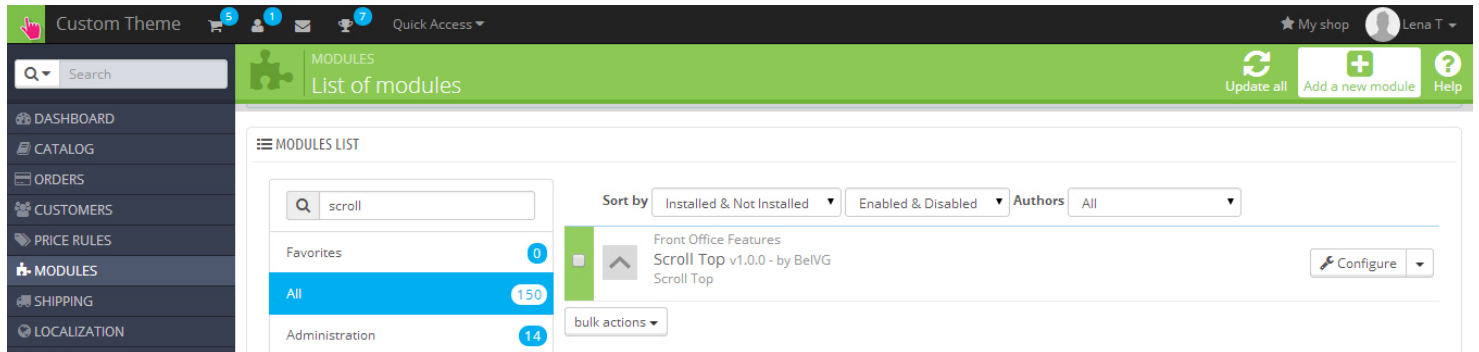 Custom Theme 5 1 7 Quick Access My shop Lena T
Search
MODULES
List of modules
Update all Add a new module Help
DASHBOARD
CATALOG
ORDERS
CUSTOMERS
PRICE RULES
MODULES
SHIPPING
LOCALIZATION
MODULES LIST
scroll
Favorites 0
All 150
Administration 14
Sort by Installed & Not Installed Enabled & Disabled Authors All
Front Office Features
Scroll Top v1.0.0 - by BelVG
Scroll Top
Configure
bulk actions